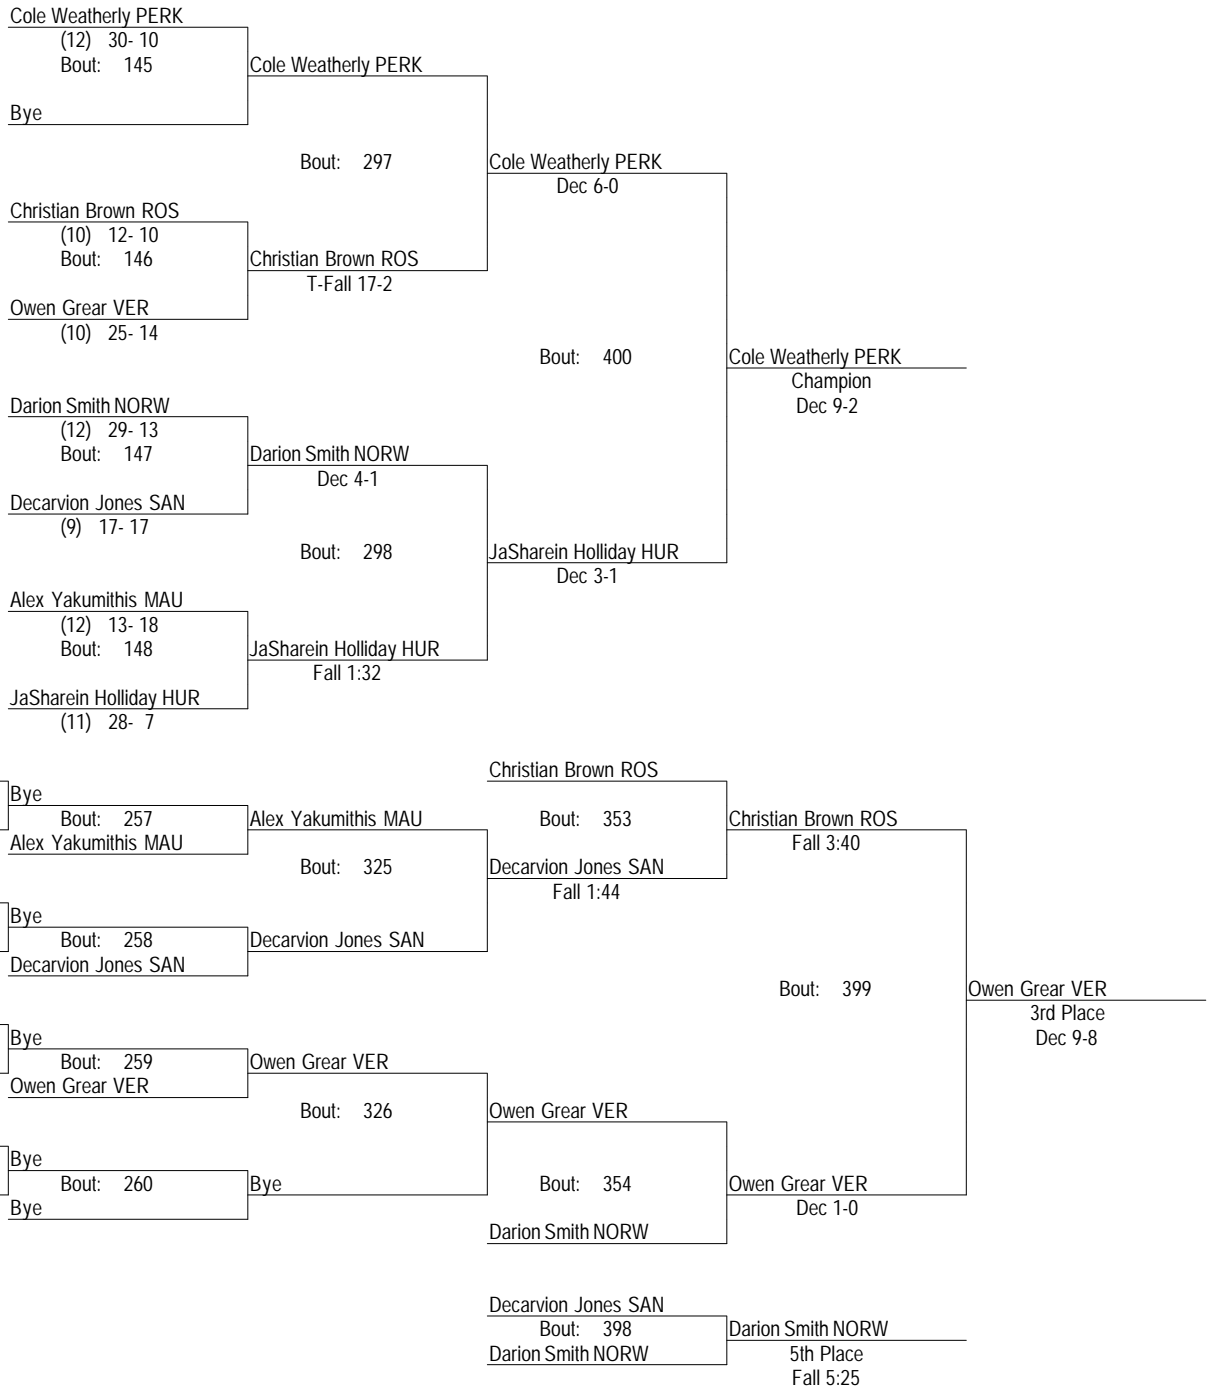 Cole Weatherly PERK
(12) 30- 10
Bout: 145
Cole Weatherly PERK
Bye
Bout: 297
Cole Weatherly PERK
Dec 6-0
Christian Brown ROS
(10) 12- 10
Bout: 146
Christian Brown ROS
T-Fall 17-2
Owen Grear VER
(10) 25- 14
Bout: 400
Cole Weatherly PERK
Champion
Dec 9-2
Darion Smith NORW
(12) 29- 13
Bout: 147
Darion Smith NORW
Dec 4-1
Decarvion Jones SAN
(9) 17- 17
Bout: 298
JaSharein Holliday HUR
Dec 3-1
Alex Yakumithis MAU
(12) 13- 18
Bout: 148
JaSharein Holliday HUR
Fall 1:32
JaSharein Holliday HUR
(11) 28- 7
Christian Brown ROS
Bye
Bout: 257
Alex Yakumithis MAU
Bout: 353
Christian Brown ROS
Fall 3:40
Alex Yakumithis MAU
Bout: 325
Decarvion Jones SAN
Fall 1:44
Bye
Bout: 258
Decarvion Jones SAN
Decarvion Jones SAN
Bout: 399
Owen Grear VER
3rd Place
Dec 9-8
Bye
Bout: 259
Owen Grear VER
Owen Grear VER
Bout: 326
Owen Grear VER
Bye
Bout: 260
Bye
Bout: 354
Owen Grear VER
Dec 1-0
Bye
Darion Smith NORW
Decarvion Jones SAN
Bout: 398
Darion Smith NORW
Darion Smith NORW
5th Place
Fall 5:25